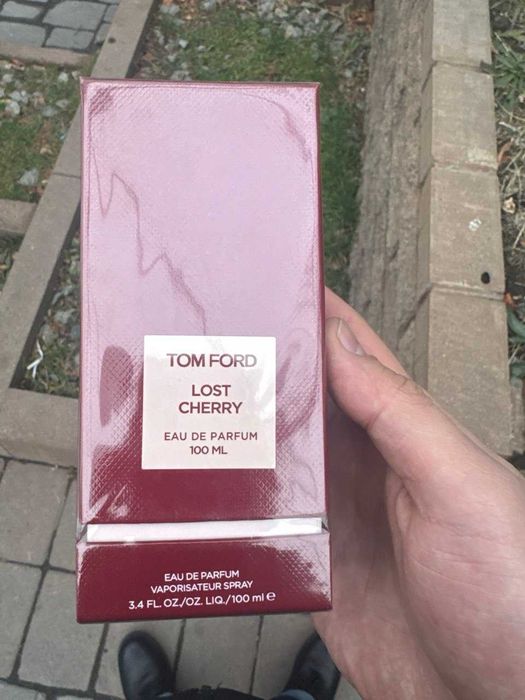 TOM FORD
LOST
CHERRY
EAU DE PARFUM
100 ML
EAU DE PARFUM
VAPORISATEUR SPRAY
3.4 FL. OZ./OZ. LIQ./100 ml ℮